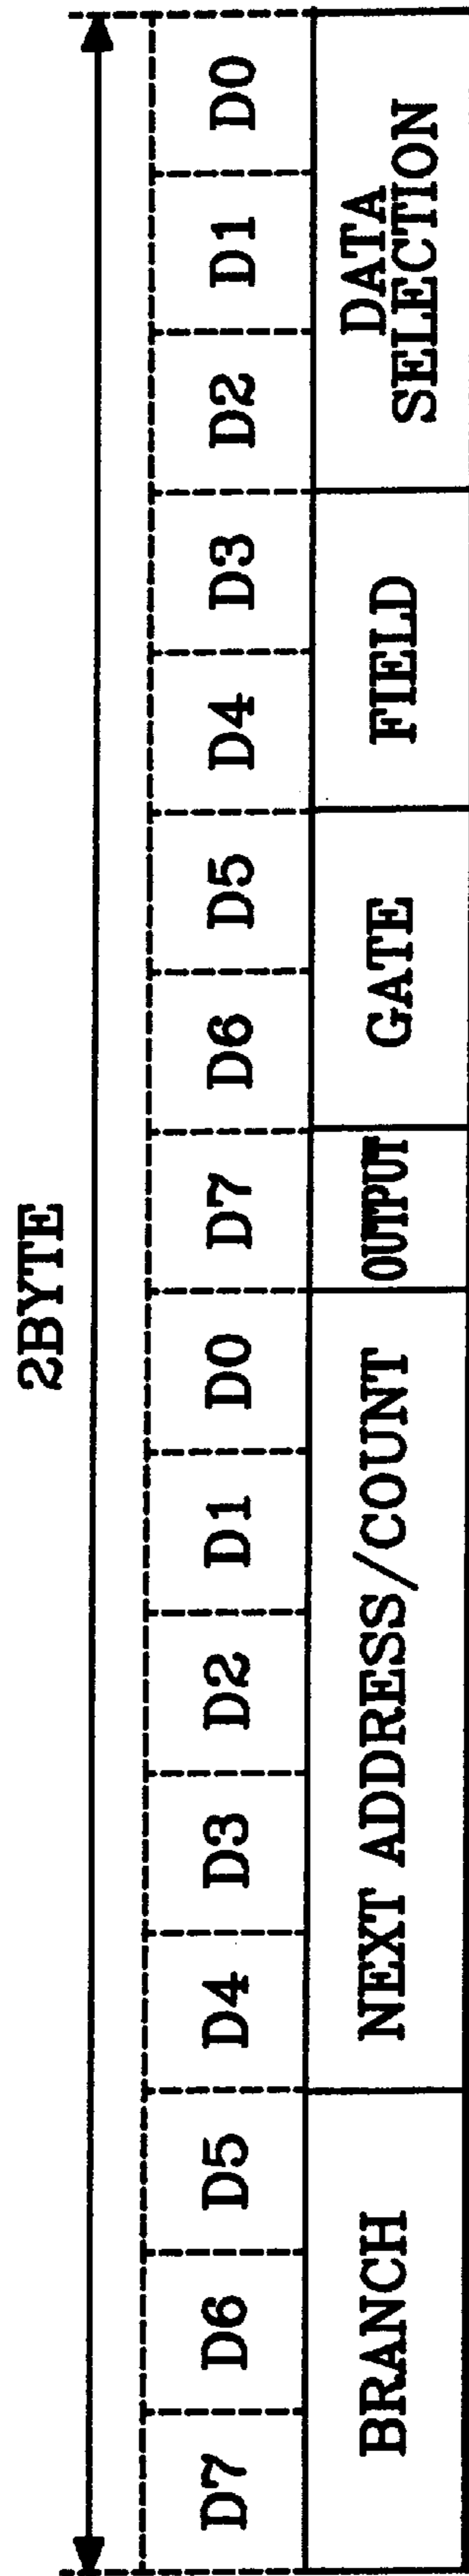 2BYTE
D7 D6 D5 D4 D3 D2 D1 D0 D7 D6 D5 D4 D3 D2 D1 D0
BRANCH NEXT ADDRESS/COUNT OUTPUT GATE FIELD DATA
SELECTION